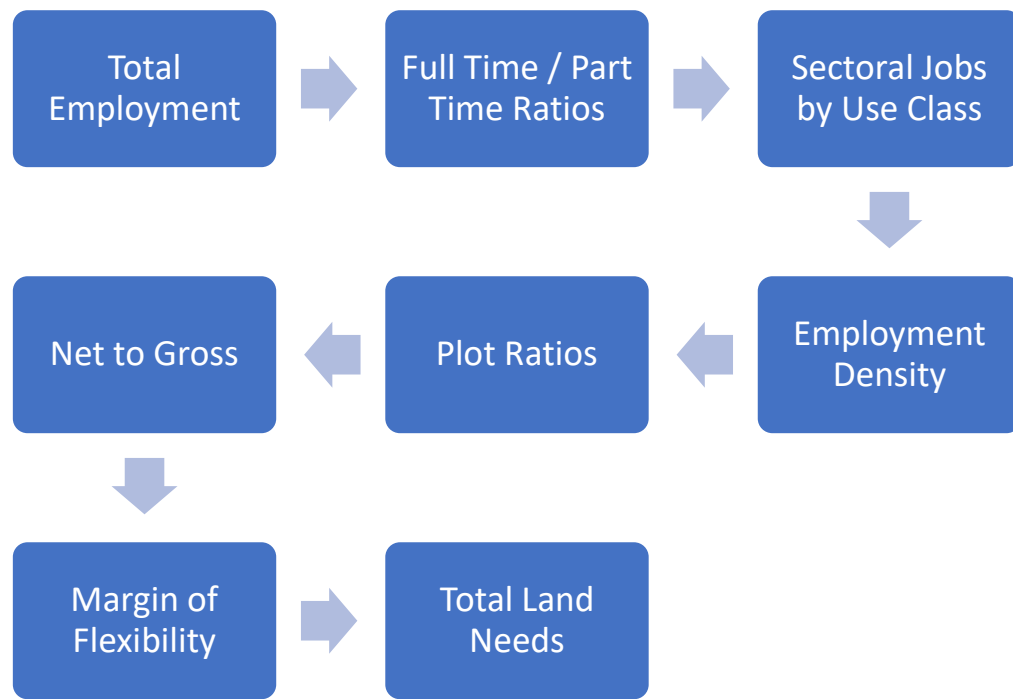 Total
Employment
Full Time / Part
Time Ratios
Sectoral Jobs
by Use Class
Employment
Density
Plot Ratios
Net to Gross
Margin of
Flexibility
Total Land
Needs